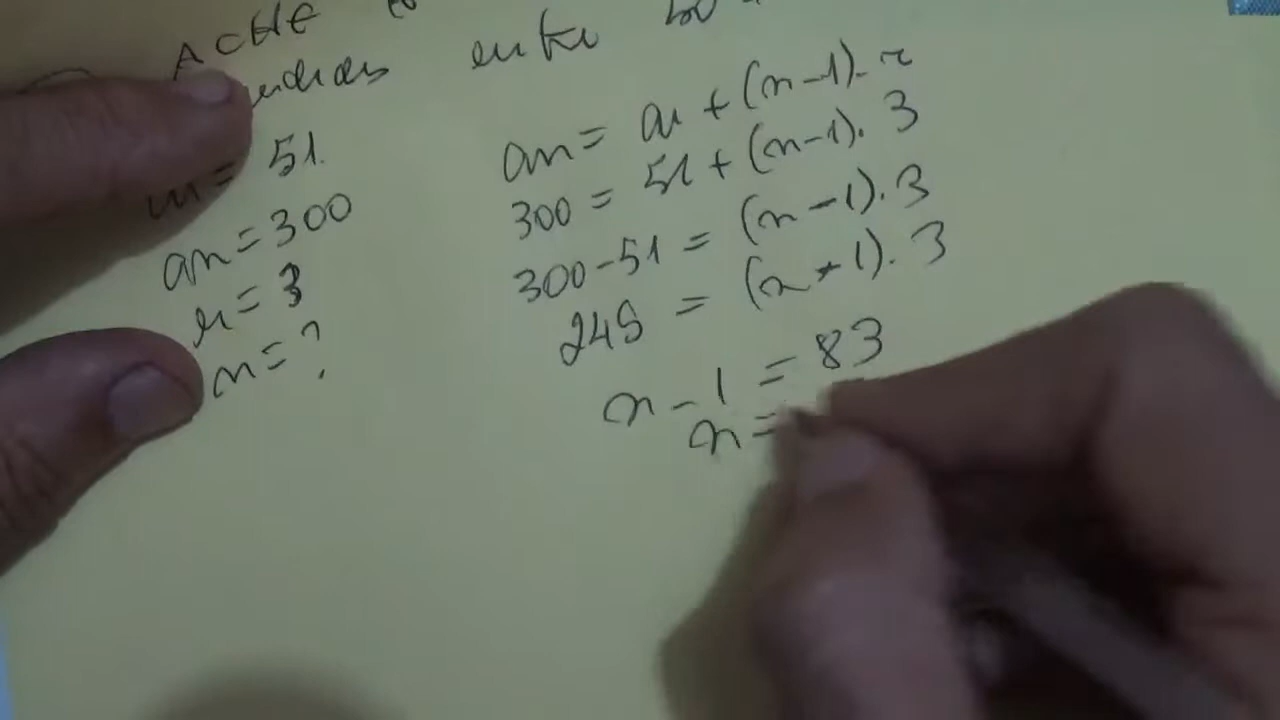 ACHE
entre
a1 = 51.
an = 300
r = 3
n = ?
an = a1 + (n-1). r
300 = 51 + (n-1). 3
300-51 = (n-1). 3
249 = (n-1). 3
n - 1 = 83
n =